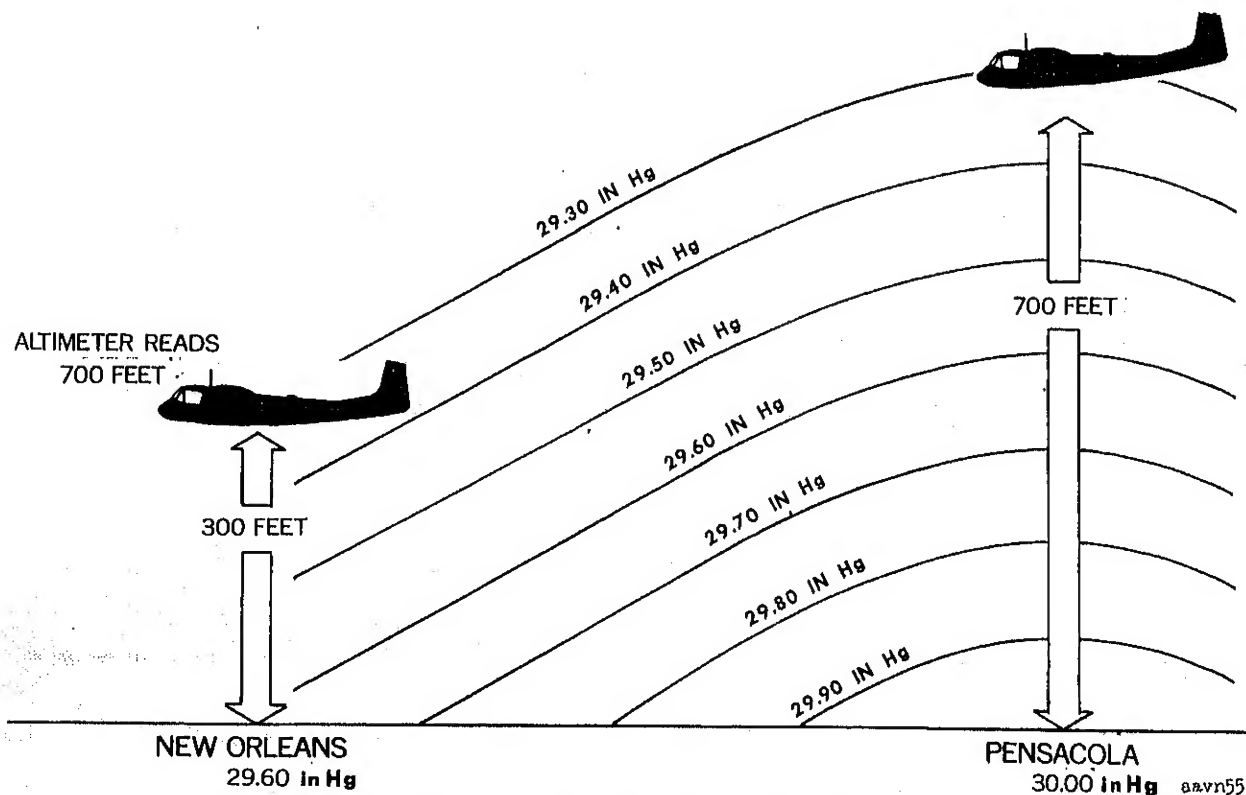 29.30 IN Hg
29.40 IN Hg
29.50 IN Hg
29.60 IN Hg
29.70 IN Hg
29.80 IN Hg
29.90 IN Hg
ALTIMETER READS
700 FEET
300 FEET
700 FEET
NEW ORLEANS
29.60 in Hg
PENSACOLA
30.00 in Hg
aavn55